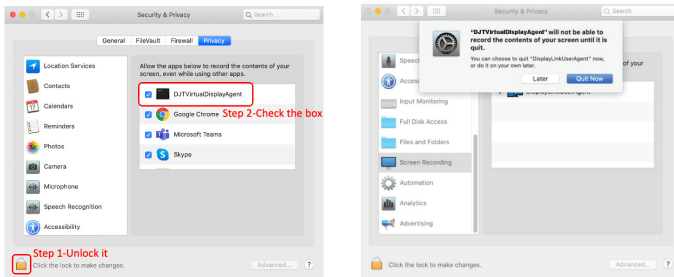 Security & Privacy
Search
General FileVault Firewall Privacy
Location Services
Contacts
Calendars
Reminders
Photos
Camera
Microphone
Speech Recognition
Accessibility
Allow the apps below to record the contents of your
screen, even while using other apps.
DJTVirtualDisplayAgent
Google Chrome
Step 2-Check the box
Microsoft Teams
Skype
Step 1-Unlock it
Click the lock to make changes.
Advanced...
?
Security & Privacy
Search
"DJTVirtualDisplayAgent" will not be able to
record the contents of your screen until it is
quit.
You can choose to quit "DisplayLinkUserAgent" now,
or do it on your own later.
Later
Quit Now
of your
Speech
Input Monitoring
Full Disk Access
Files and Folders
Screen Recording
Automation
Analytics
Advertising
DisplayLinkUserAgent
Click the lock to make changes.
Advanced...
?